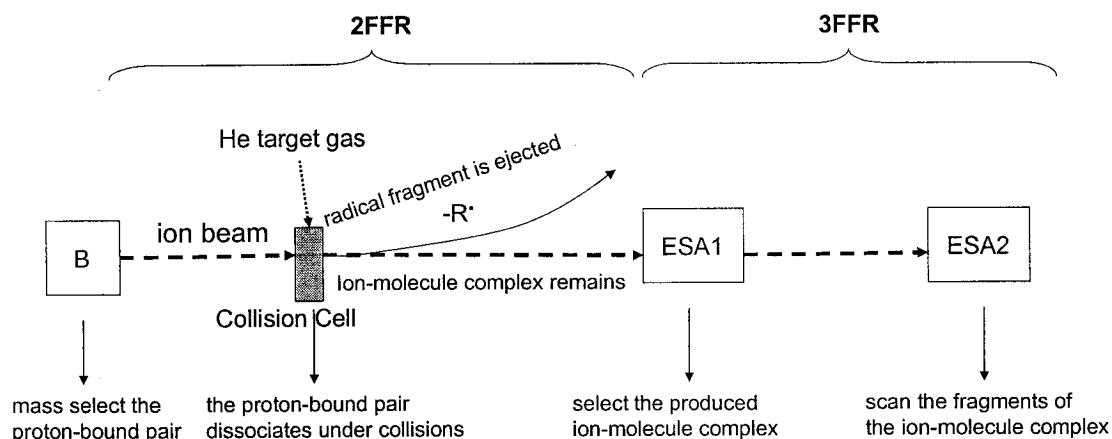 2FFR
3FFR
He target gas
radical fragment is ejected
-R•
B
ion beam
ESA1
ESA2
Ion-molecule complex remains
Collision Cell
mass select the
proton-bound pair
the proton-bound pair
dissociates under collisions
select the produced
ion-molecule complex
scan the fragments of
the ion-molecule complex